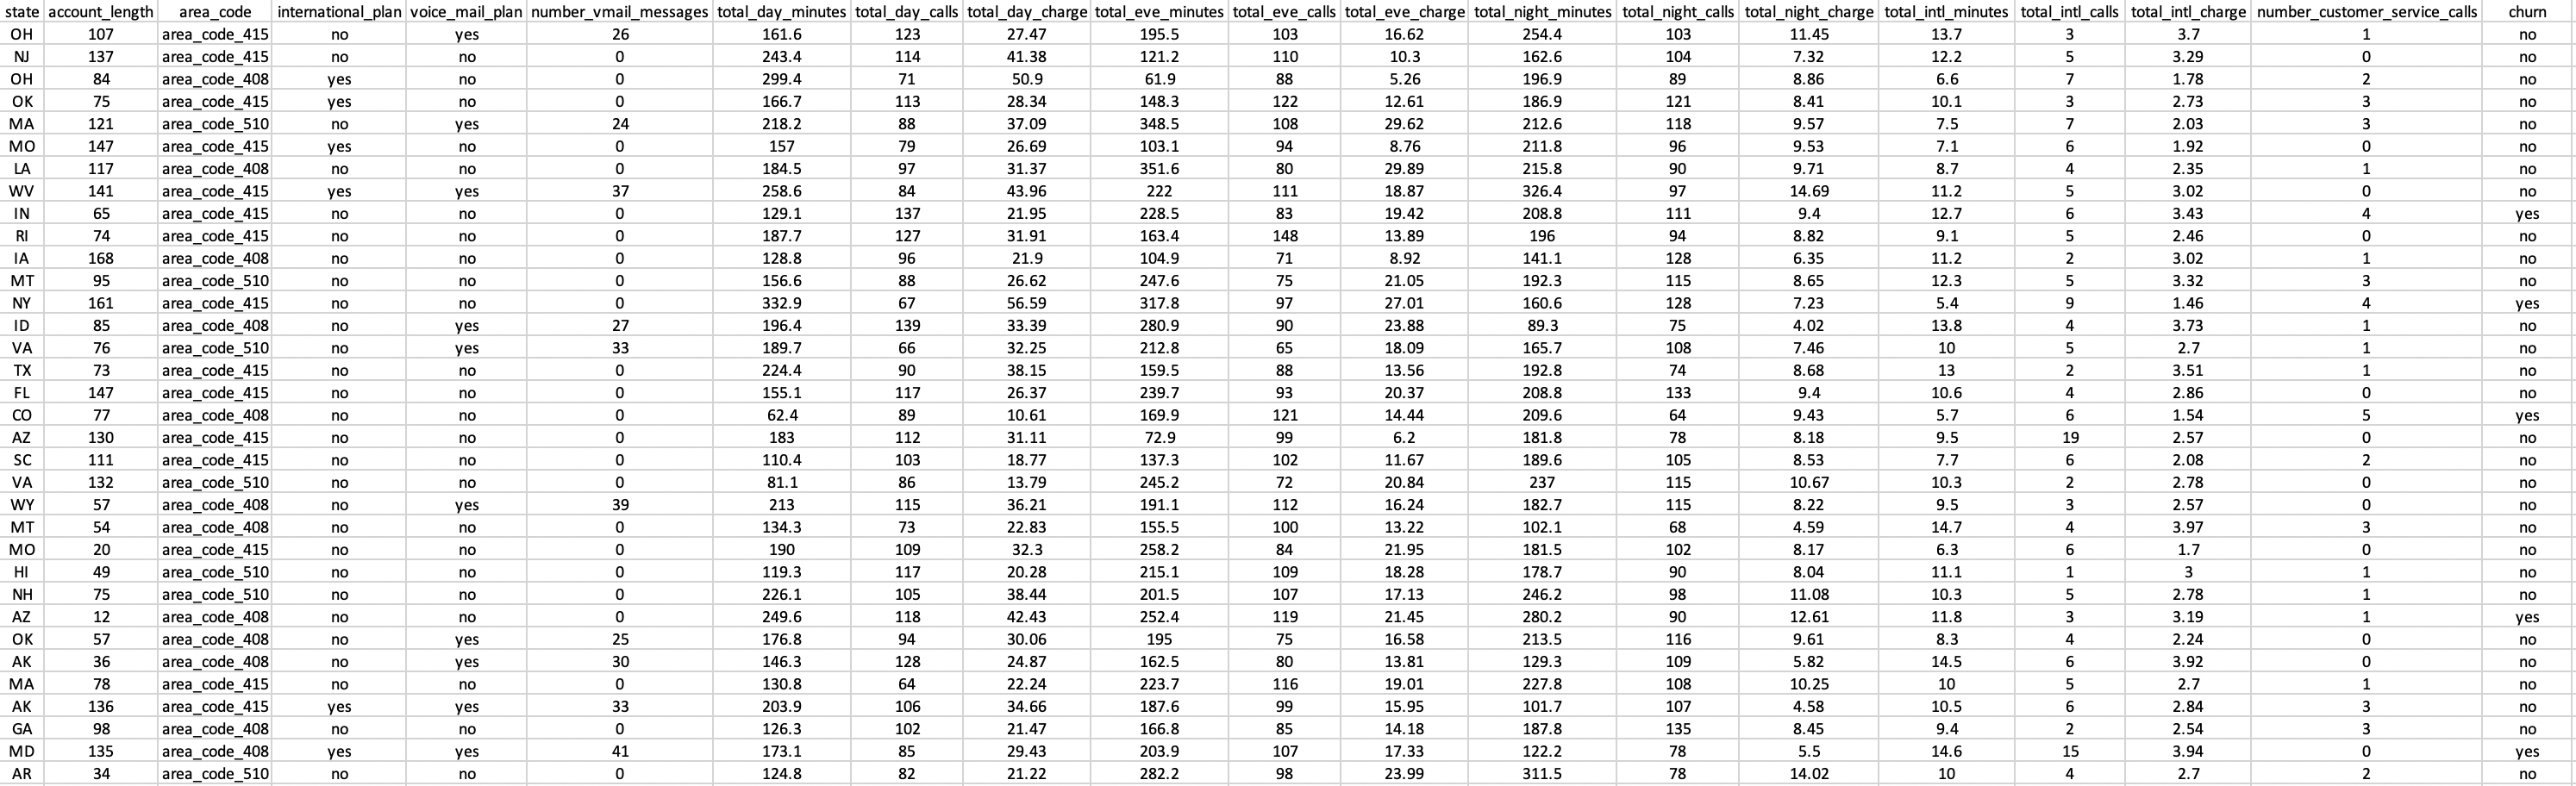 state account_length area_code international_plan voice_mail_plan number_vmail_messages total_day_minutes total_day_calls total_day_charge total_eve_minutes total_eve_calls total_eve_charge total_night_minutes total_night_calls total_night_charge total_intl_minutes total_intl_calls total_intl_charge number_customer_service_calls churn
OH 107 area_code_415 no yes 26 161.6 123 27.47 195.5 103 16.62 254.4 103 11.45 13.7 3 3.7 1 no
NJ 137 area_code_415 no no 0 243.4 114 41.38 121.2 110 10.3 162.6 104 7.32 12.2 5 3.29 0 no
OH 84 area_code_408 yes no 0 299.4 71 50.9 61.9 88 5.26 196.9 89 8.86 6.6 7 1.78 2 no
OK 75 area_code_415 yes no 0 166.7 113 28.34 148.3 122 12.61 186.9 121 8.41 10.1 3 2.73 3 no
MA 121 area_code_510 no yes 24 218.2 88 37.09 348.5 108 29.62 212.6 118 9.57 7.5 7 2.03 3 no
MO 147 area_code_415 yes no 0 157 79 26.69 103.1 94 8.76 211.8 96 9.53 7.1 6 1.92 0 no
LA 117 area_code_408 no no 0 184.5 97 31.37 351.6 80 29.89 215.8 90 9.71 8.7 4 2.35 1 no
WV 141 area_code_415 yes yes 37 258.6 84 43.96 222 111 18.87 326.4 97 14.69 11.2 5 3.02 0 no
IN 65 area_code_415 no no 0 129.1 137 21.95 228.5 83 19.42 208.8 111 9.4 12.7 6 3.43 4 yes
RI 74 area_code_415 no no 0 187.7 127 31.91 163.4 148 13.89 196 94 8.82 9.1 5 2.46 0 no
IA 168 area_code_408 no no 0 128.8 96 21.9 104.9 71 8.92 141.1 128 6.35 11.2 2 3.02 1 no
MT 95 area_code_510 no no 0 156.6 88 26.62 247.6 75 21.05 192.3 115 8.65 12.3 5 3.32 3 no
NY 161 area_code_415 no no 0 332.9 67 56.59 317.8 97 27.01 160.6 128 7.23 5.4 9 1.46 4 yes
ID 85 area_code_408 no yes 27 196.4 139 33.39 280.9 90 23.88 89.3 75 4.02 13.8 4 3.73 1 no
VA 76 area_code_510 no yes 33 189.7 66 32.25 212.8 65 18.09 165.7 108 7.46 10 5 2.7 1 no
TX 73 area_code_415 no no 0 224.4 90 38.15 159.5 88 13.56 192.8 74 8.68 13 2 3.51 1 no
FL 147 area_code_415 no no 0 155.1 117 26.37 239.7 93 20.37 208.8 133 9.4 10.6 4 2.86 0 no
CO 77 area_code_408 no no 0 62.4 89 10.61 169.9 121 14.44 209.6 64 9.43 5.7 6 1.54 5 yes
AZ 130 area_code_415 no no 0 183 112 31.11 72.9 99 6.2 181.8 78 8.18 9.5 19 2.57 0 no
SC 111 area_code_415 no no 0 110.4 103 18.77 137.3 102 11.67 189.6 105 8.53 7.7 6 2.08 2 no
VA 132 area_code_510 no no 0 81.1 86 13.79 245.2 72 20.84 237 115 10.67 10.3 2 2.78 0 no
WY 57 area_code_408 no yes 39 213 115 36.21 191.1 112 16.24 182.7 115 8.22 9.5 3 2.57 0 no
MT 54 area_code_408 no no 0 134.3 73 22.83 155.5 100 13.22 102.1 68 4.59 14.7 4 3.97 3 no
MO 20 area_code_415 no no 0 190 109 32.3 258.2 84 21.95 181.5 102 8.17 6.3 6 1.7 0 no
HI 49 area_code_510 no no 0 119.3 117 20.28 215.1 109 18.28 178.7 90 8.04 11.1 1 3 1 no
NH 75 area_code_510 no no 0 226.1 105 38.44 201.5 107 17.13 246.2 98 11.08 10.3 5 2.78 1 no
AZ 12 area_code_408 no no 0 249.6 118 42.43 252.4 119 21.45 280.2 90 12.61 11.8 3 3.19 1 yes
OK 57 area_code_408 no yes 25 176.8 94 30.06 195 75 16.58 213.5 116 9.61 8.3 4 2.24 0 no
AK 36 area_code_408 no yes 30 146.3 128 24.87 162.5 80 13.81 129.3 109 5.82 14.5 6 3.92 0 no
MA 78 area_code_415 no no 0 130.8 64 22.24 223.7 116 19.01 227.8 108 10.25 10 5 2.7 1 no
AK 136 area_code_415 yes yes 33 203.9 106 34.66 187.6 99 15.95 101.7 107 4.58 10.5 6 2.84 3 no
GA 98 area_code_408 no no 0 126.3 102 21.47 166.8 85 14.18 187.8 135 8.45 9.4 2 2.54 3 no
MD 135 area_code_408 yes yes 41 173.1 85 29.43 203.9 107 17.33 122.2 78 5.5 14.6 15 3.94 0 yes
AR 34 area_code_510 no no 0 124.8 82 21.22 282.2 98 23.99 311.5 78 14.02 10 4 2.7 2 no